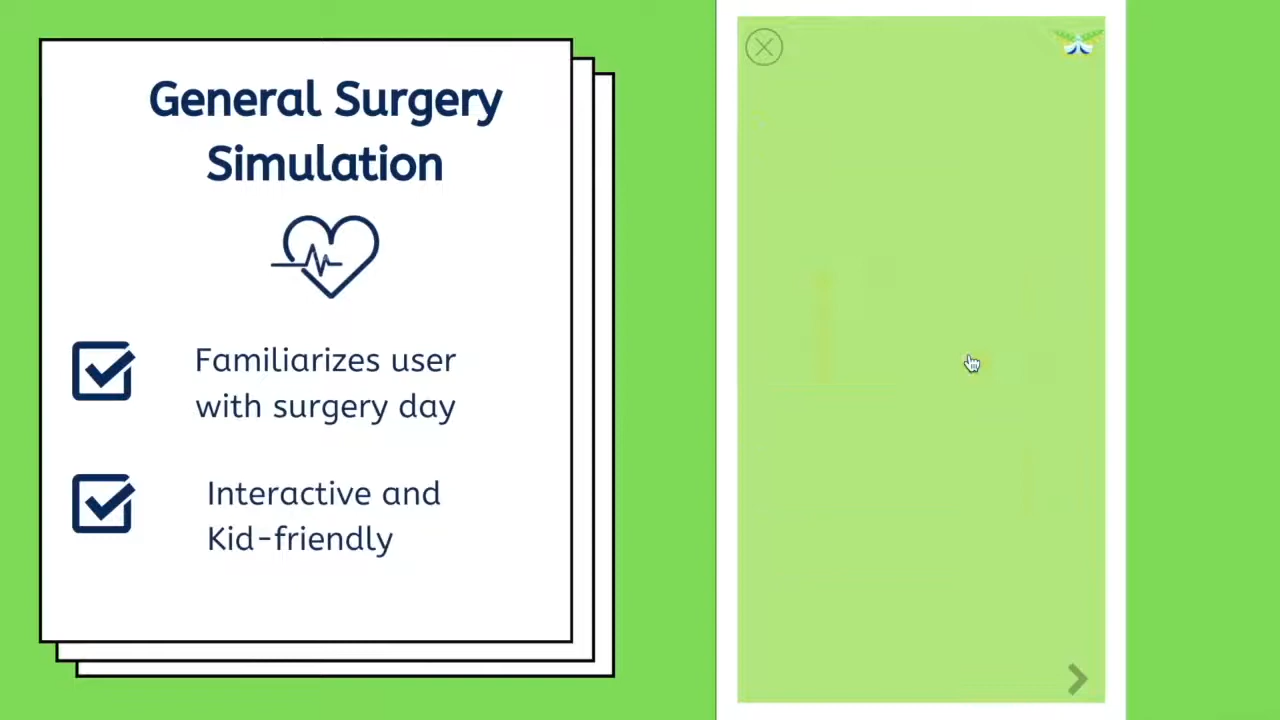 General Surgery
Simulation
Familiarizes user
with surgery day
Interactive and
Kid-friendly